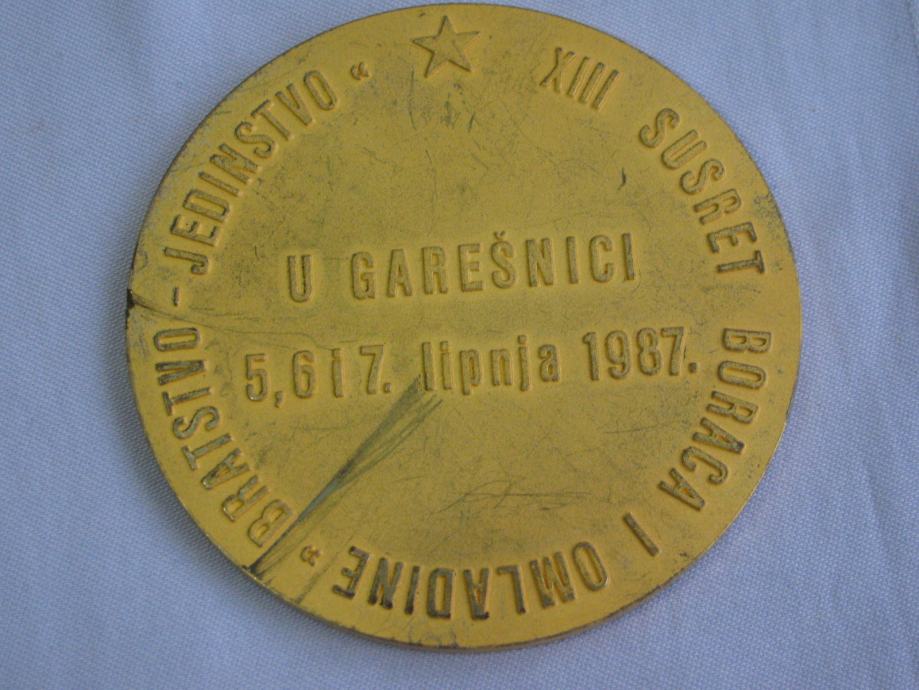 XIII SUSRET BORACA I OMLADINE "BRATSTVO - JEDINSTVO"
U GAREŠNICI
5, 6 i 7. lipnja 1987.